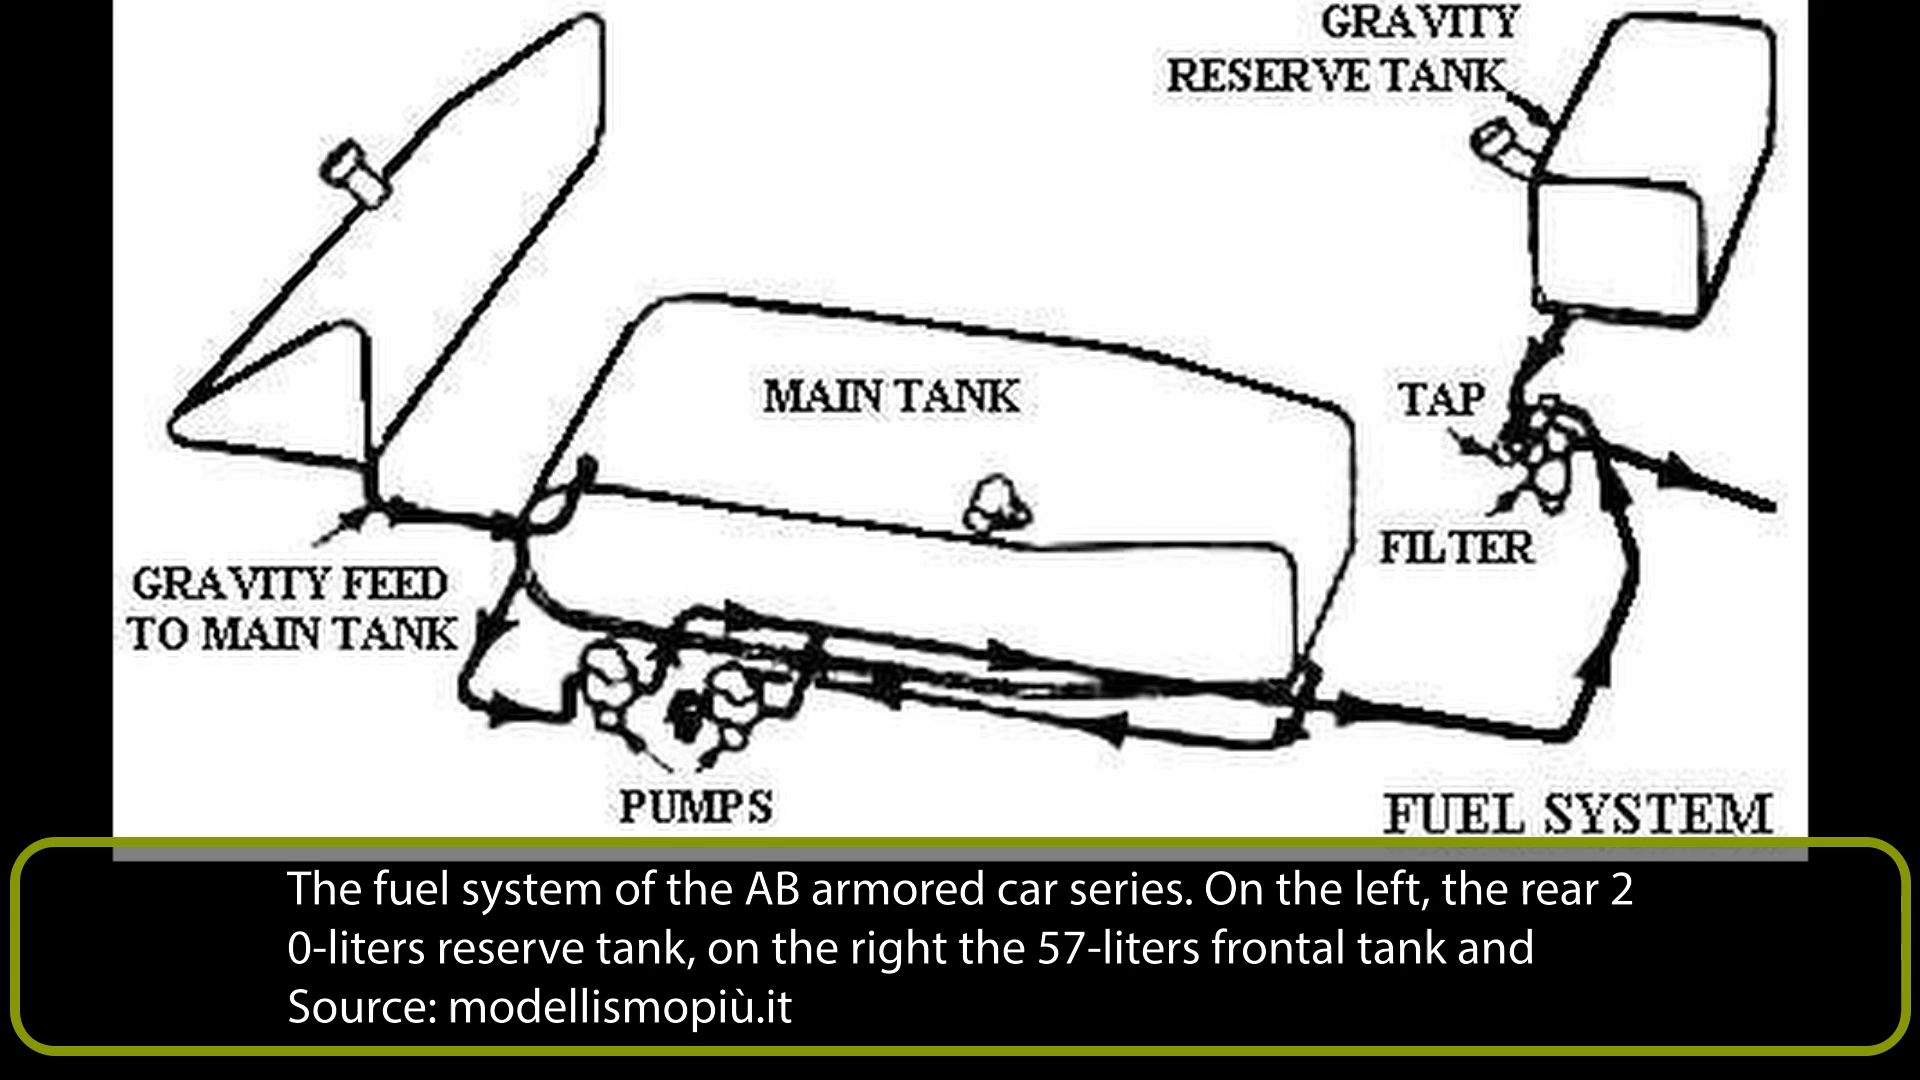 GRAVITY
RESERVE TANK
MAIN TANK
TAP
FILTER
GRAVITY FEED
TO MAIN TANK
PUMPS
FUEL SYSTEM
The fuel system of the AB armored car series. On the left, the rear 2
0-liters reserve tank, on the right the 57-liters frontal tank and
Source: modellismopiù.it